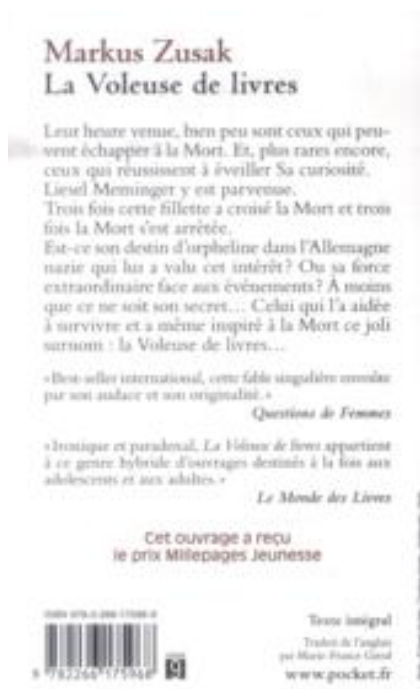 Markus Zusak
La Voleuse de livres
Leur heure venue, bien peu sont ceux qui peu-
vent échapper à la Mort. Et, plus rares encore,
ceux qui réussissent à éveiller Sa curiosité.
Liesel Meminger y est parvenue.
Trois fois cette fillette a croisé la Mort et trois
fois la Mort s'est arrêtée.
Est-ce son destin d'orpheline dans l'Allemagne
nazie qui lui a valu cet intérêt ? Ou sa force
extraordinaire face aux événements ? À moins
que ce ne soit son secret... Celui qui l'a aidée
à survivre et a même inspiré à la Mort ce joli
surnom : la Voleuse de livres...
«Best-seller international, cette fable singulière envoûte
par son audace et son originalité.»
Questions de Femmes
«Ironique et paradoxal, La Voleuse de livres appartient
à ce genre hybride d'ouvrages destinés à la fois aux
adolescents et aux adultes.»
Le Monde des Livres
Cet ouvrage a reçu
le prix Millepages Jeunesse
Texte intégral
Traduit de l'anglais
par Marie-France Girod
9 782266 175968
www.pocket.fr